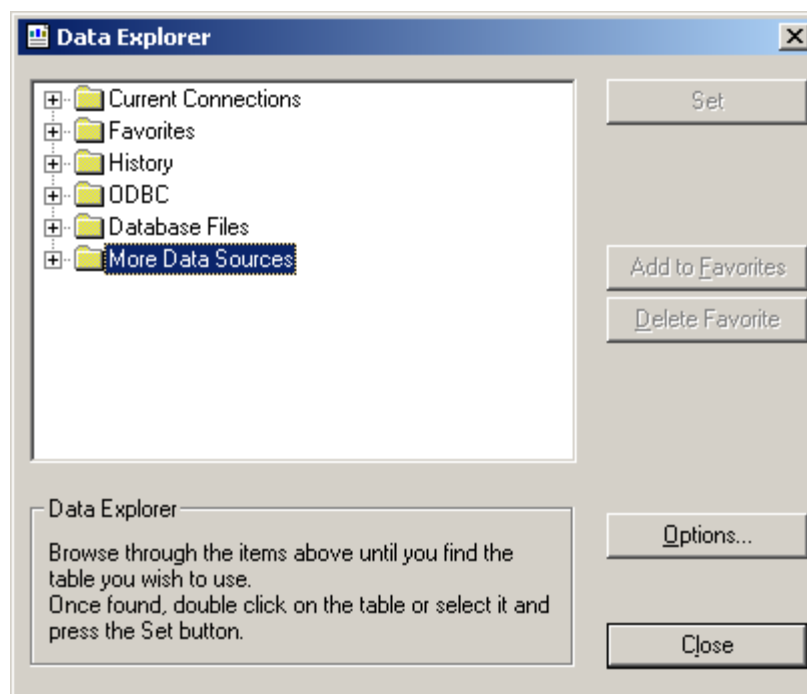 Data Explorer
Current Connections
Favorites
History
ODBC
Database Files
More Data Sources
Set
Add to Favorites
Delete Favorite
Data Explorer
Browse through the items above until you find the
table you wish to use.
Once found, double click on the table or select it and
press the Set button.
Options...
Close